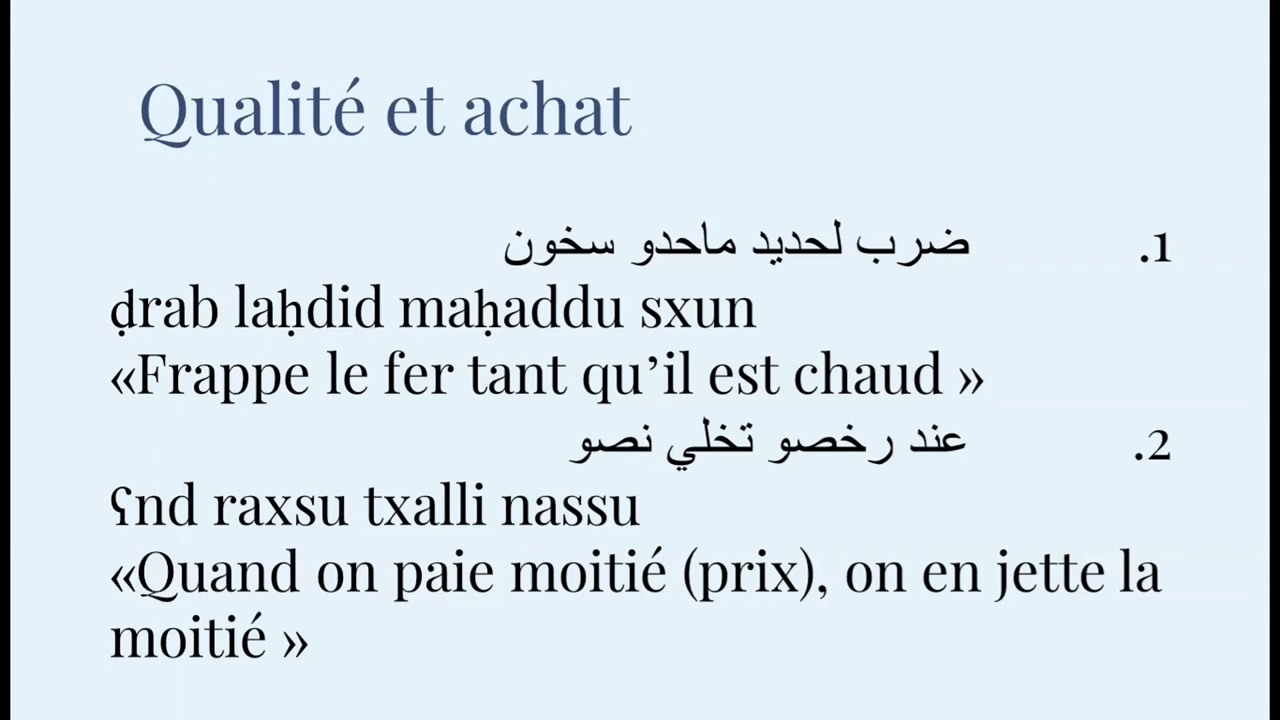 Qualité et achat
.1 ضرب لحديد ماحدو سخون
ḍrab laḥdid maḥaddu sxun
«Frappe le fer tant qu’il est chaud »
.2 عند رخصو تخلي نصو
ʕnd raxsu txalli nassu
«Quand on paie moitié (prix), on en jette la
moitié »